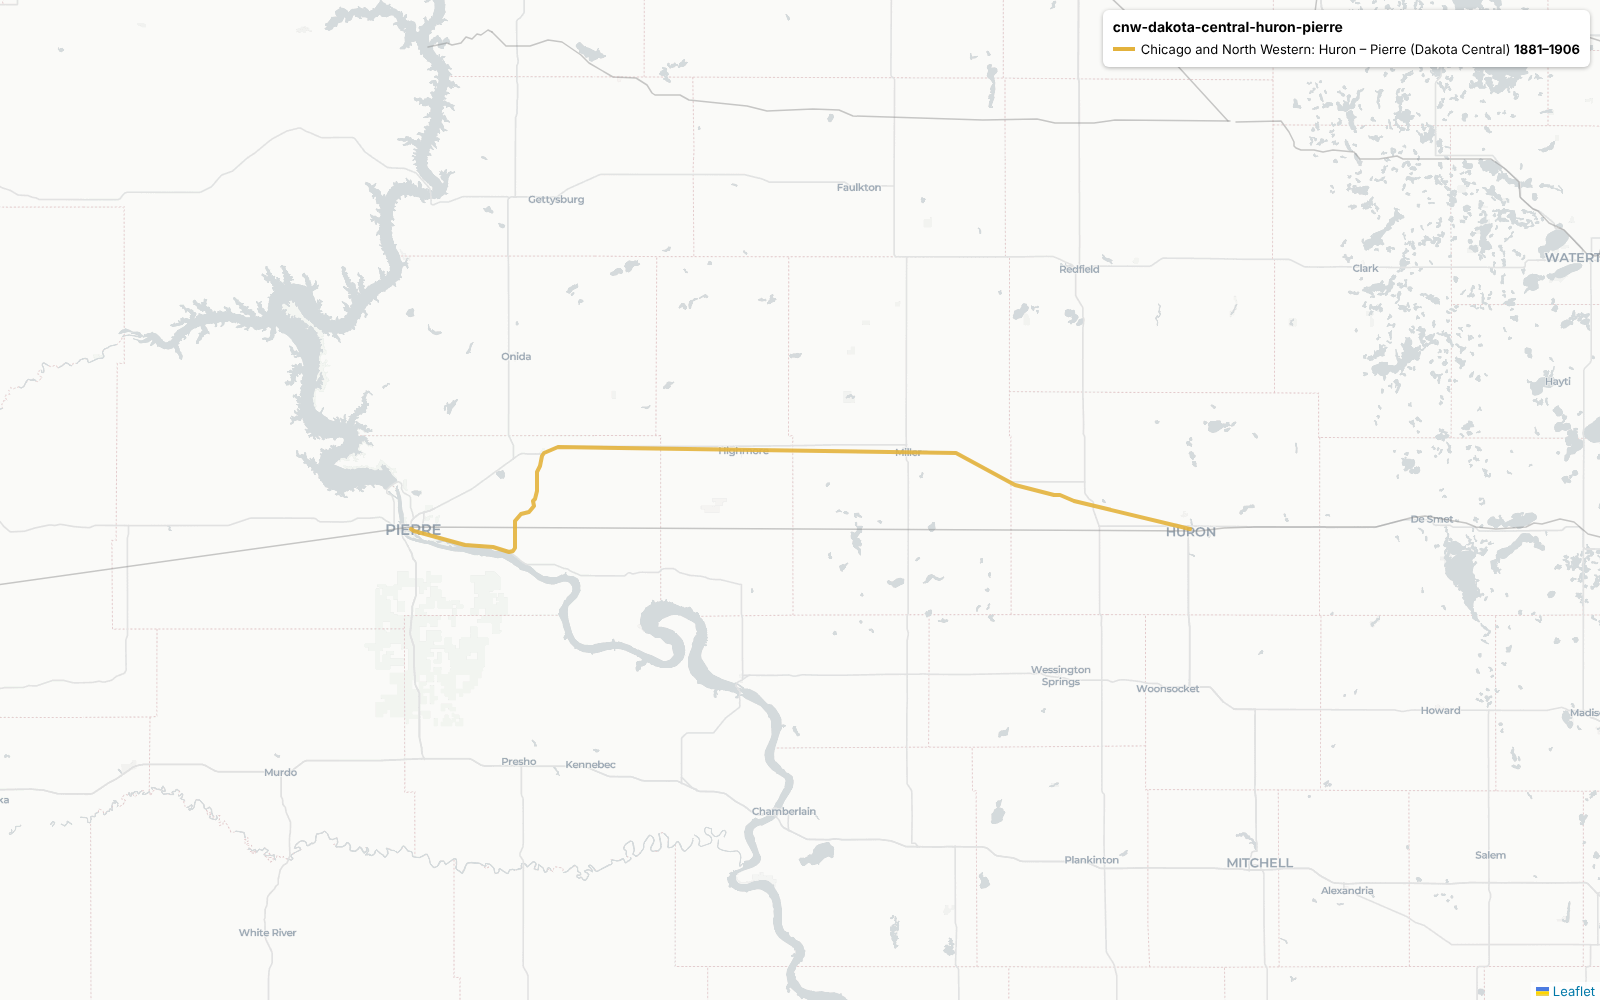 cnw-dakota-central-huron-pierre
Chicago and North Western: Huron – Pierre (Dakota Central) 1881–1906
Faulkton
Gettysburg
WATERT
Clark
Redfield
Onida
Hayti
Highmore
Miller
De Smet
PIERRE
HURON
Wessington
Springs
Woonsocket
Howard
Madis
Presho
Kennebec
Murdo
ka
Chamberlain
Salem
Plankinton
MITCHELL
Alexandria
White River
Leaflet